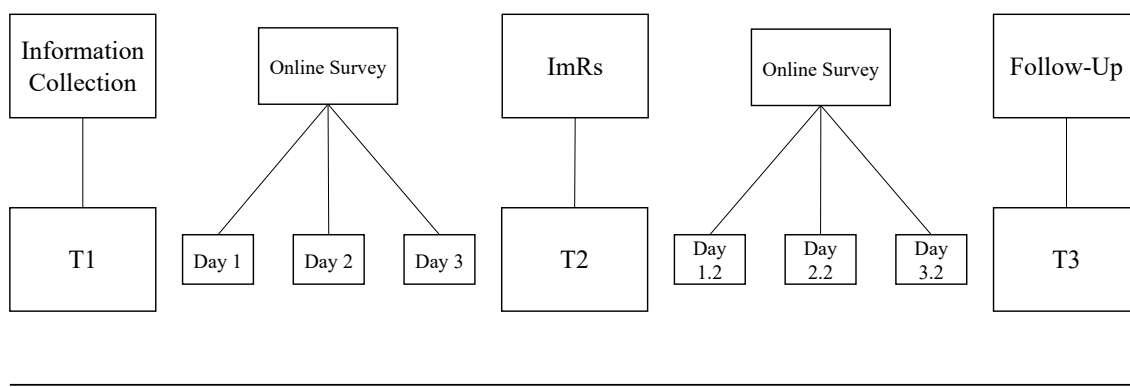 Information
Collection
Online Survey
ImRs
Online Survey
Follow-Up
T1
Day 1
Day 2
Day 3
T2
Day
1.2
Day
2.2
Day
3.2
T3